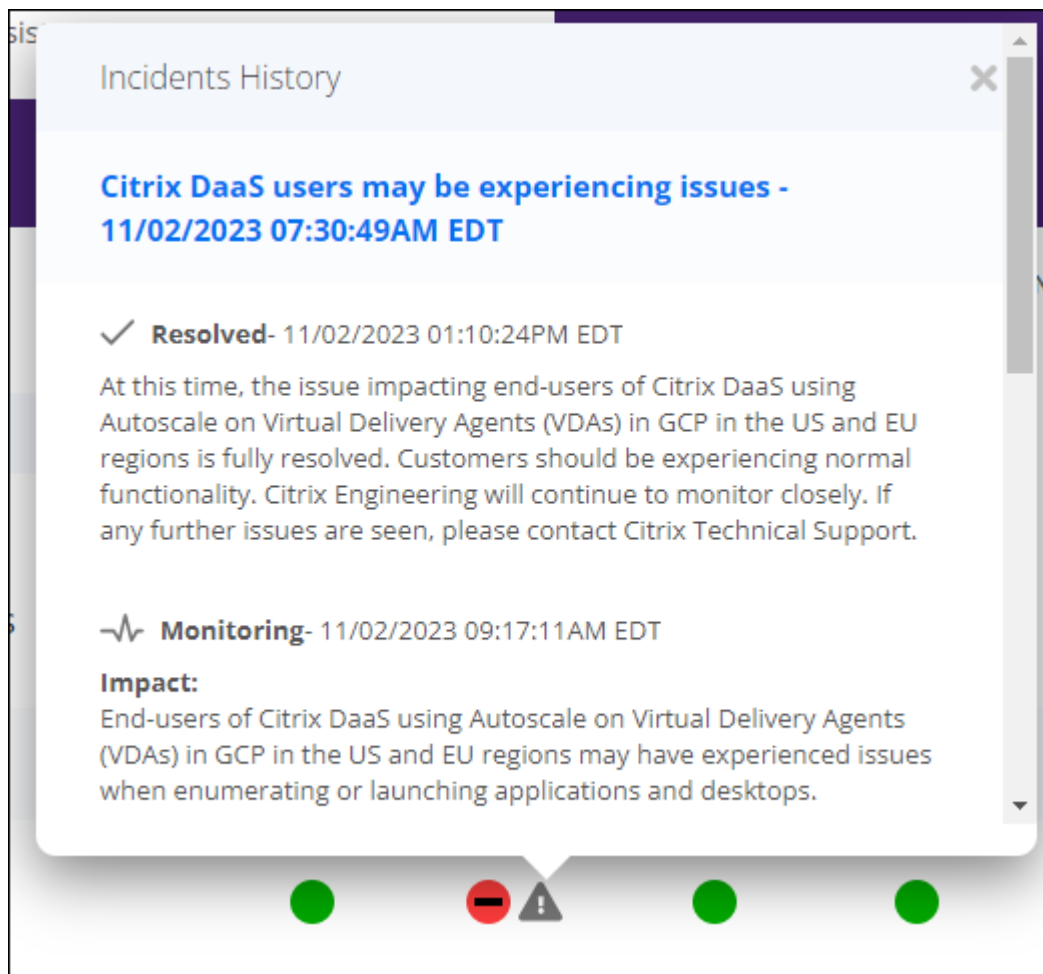 sis
Incidents History
Citrix DaaS users may be experiencing issues -
11/02/2023 07:30:49AM EDT
Resolved- 11/02/2023 01:10:24PM EDT
At this time, the issue impacting end-users of Citrix DaaS using
Autoscale on Virtual Delivery Agents (VDAs) in GCP in the US and EU
regions is fully resolved. Customers should be experiencing normal
functionality. Citrix Engineering will continue to monitor closely. If
any further issues are seen, please contact Citrix Technical Support.
Monitoring- 11/02/2023 09:17:11AM EDT
Impact:
End-users of Citrix DaaS using Autoscale on Virtual Delivery Agents
(VDAs) in GCP in the US and EU regions may have experienced issues
when enumerating or launching applications and desktops.